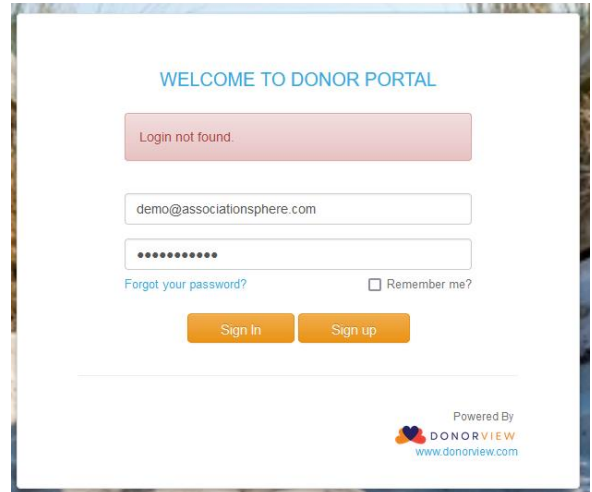 WELCOME TO DONOR PORTAL
Login not found.
demo@associationsphere.com
●●●●●●●●●●●
Forgot your password? Remember me?
Sign In Sign up
Powered By
DONORVIEW
www.donorview.com